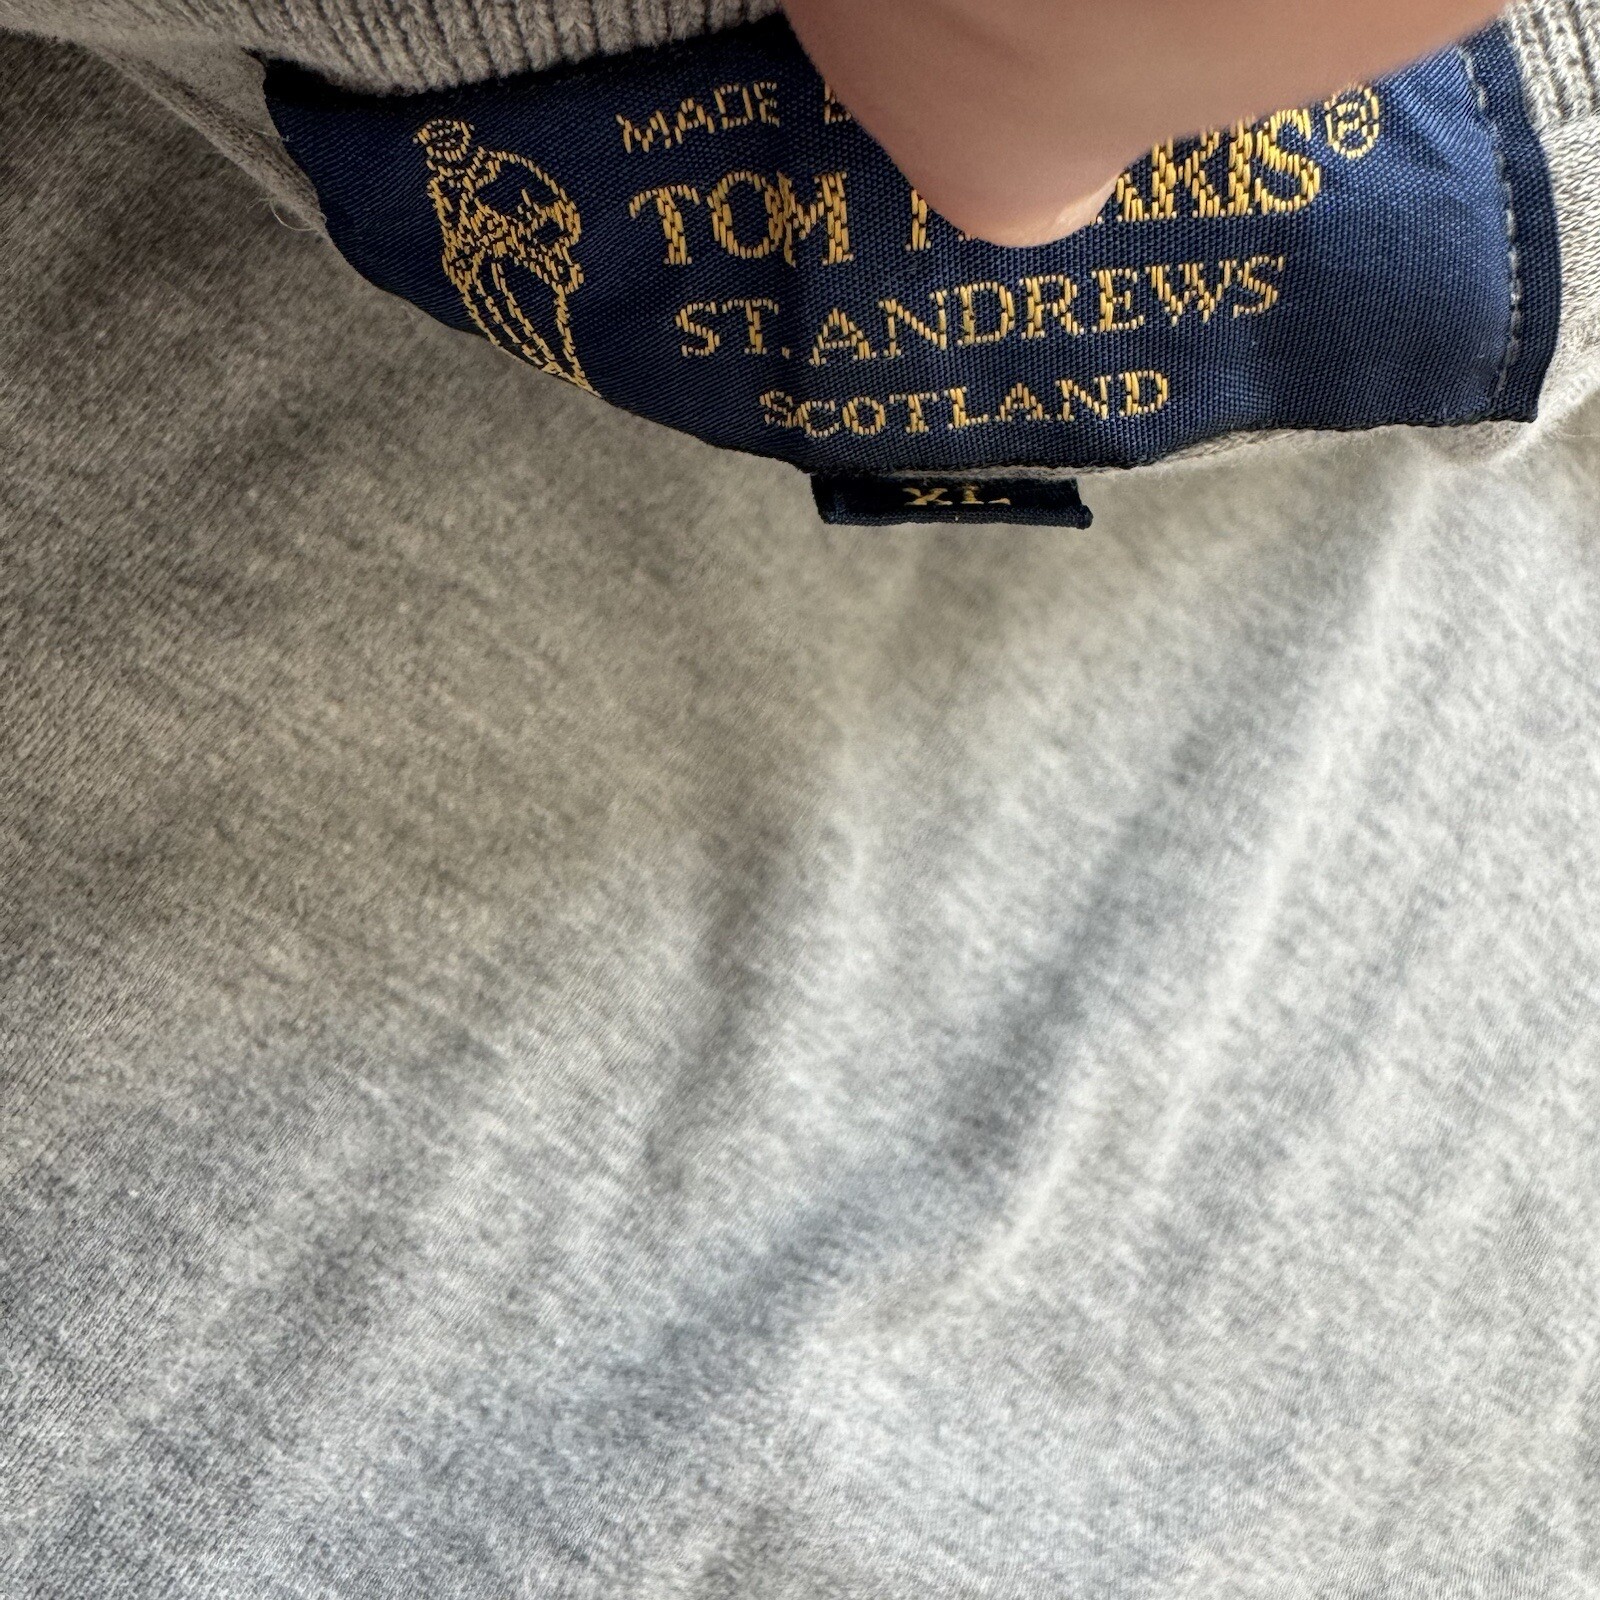 MADE
TOM
ST. ANDREWS
SCOTLAND
XL